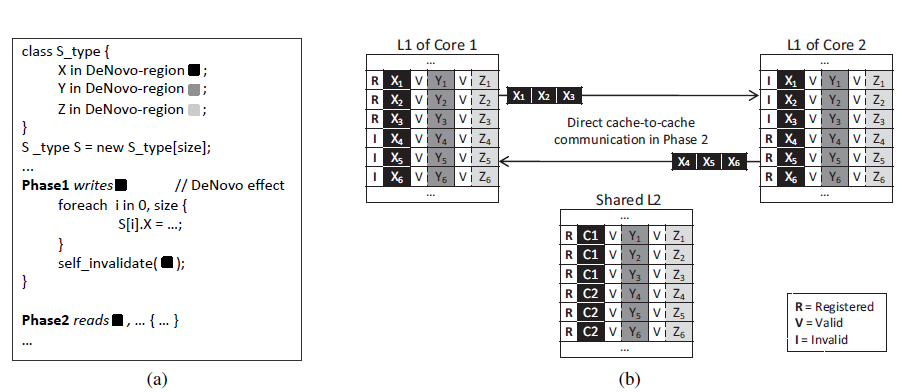 class S_type {
X in DeNovo-region ;
Y in DeNovo-region ;
Z in DeNovo-region ;
}
S _type S = new S_type[size];
...
Phase1 writes // DeNovo effect
foreach i in 0, size {
S[i].X = ...;
}
self_invalidate( );
}
Phase2 reads , ... { ... }
...
(a)
L1 of Core 1
...
R X1 V Y1 V Z1
R X2 V Y2 V Z2
R X3 V Y3 V Z3
I X4 V Y4 V Z4
I X5 V Y5 V Z5
I X6 V Y6 V Z6
...
X1 X2 X3
Direct cache-to-cache
communication in Phase 2
X4 X5 X6
L1 of Core 2
...
I X1 V Y1 V Z1
I X2 V Y2 V Z2
I X3 V Y3 V Z3
R X4 V Y4 V Z4
R X5 V Y5 V Z5
R X6 V Y6 V Z6
...
Shared L2
...
R C1 V Y1 V Z1
R C1 V Y2 V Z2
R C1 V Y3 V Z3
R C2 V Y4 V Z4
R C2 V Y5 V Z5
R C2 V Y6 V Z6
...
R = Registered
V = Valid
I = Invalid
(b)